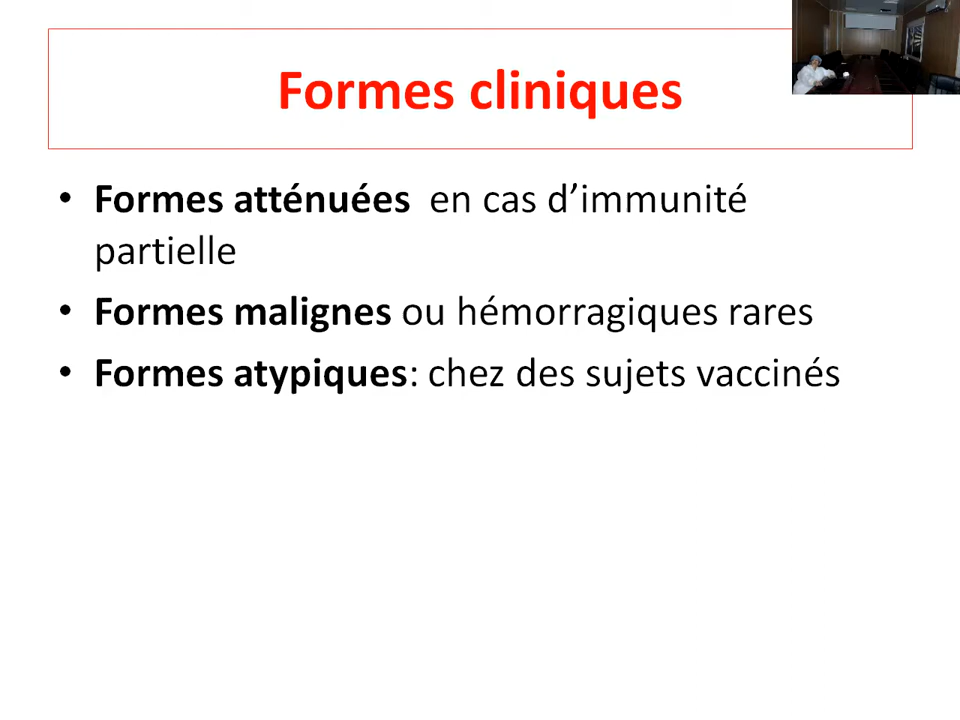 Formes cliniques
• Formes atténuées en cas d’immunité
partielle
• Formes malignes ou hémorragiques rares
• Formes atypiques: chez des sujets vaccinés